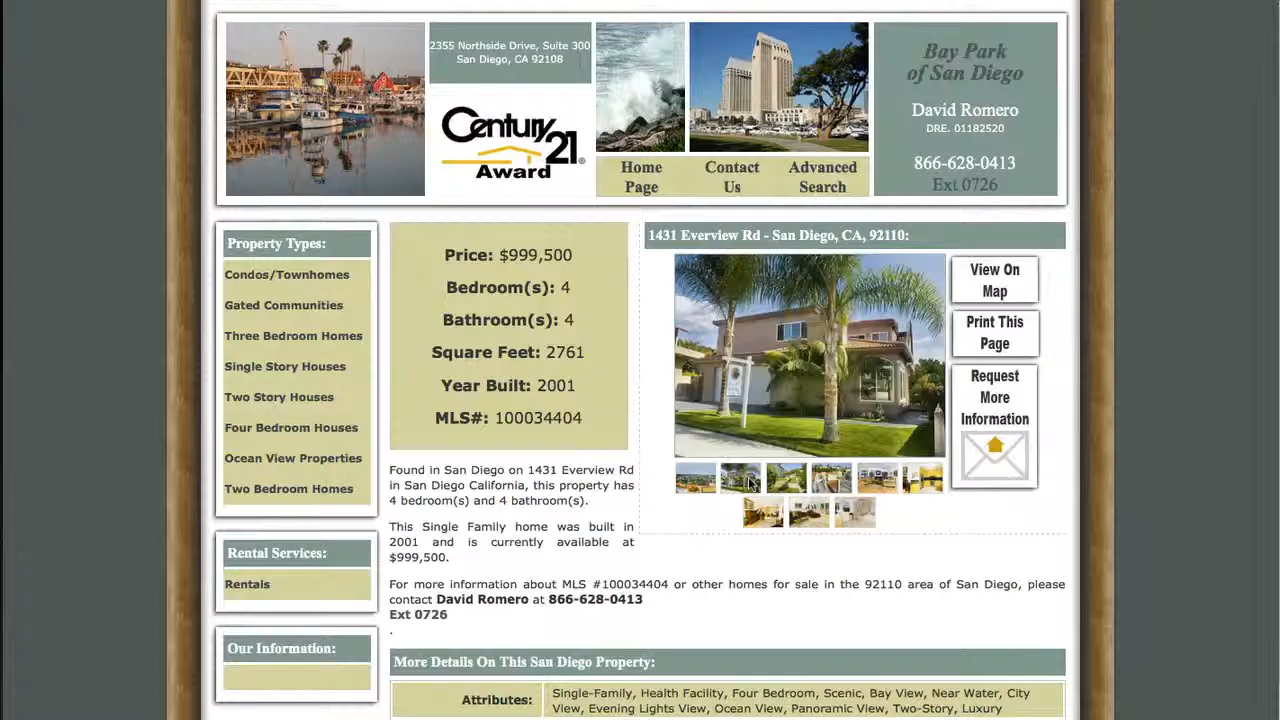 2355 Northside Drive, Suite 300
San Diego, CA 92108
Century 21®
Award
Home
Page
Contact
Us
Advanced
Search
Bay Park
of San Diego
David Romero
DRE. 01182520
866-628-0413
Ext 0726
Property Types:
Condos/Townhomes
Gated Communities
Three Bedroom Homes
Single Story Houses
Two Story Houses
Four Bedroom Houses
Ocean View Properties
Two Bedroom Homes
Rental Services:
Rentals
Our Information:
Price: $999,500
Bedroom(s): 4
Bathroom(s): 4
Square Feet: 2761
Year Built: 2001
MLS#: 100034404
1431 Everview Rd - San Diego, CA, 92110:
View On
Map
Print This
Page
Request
More
Information
Found in San Diego on 1431 Everview Rd
in San Diego California, this property has
4 bedroom(s) and 4 bathroom(s).
This Single Family home was built in
2001 and is currently available at
$999,500.
For more information about MLS #100034404 or other homes for sale in the 92110 area of San Diego, please
contact David Romero at 866-628-0413
Ext 0726
.
More Details On This San Diego Property:
Attributes: Single-Family, Health Facility, Four Bedroom, Scenic, Bay View, Near Water, City
View, Evening Lights View, Ocean View, Panoramic View, Two-Story, Luxury